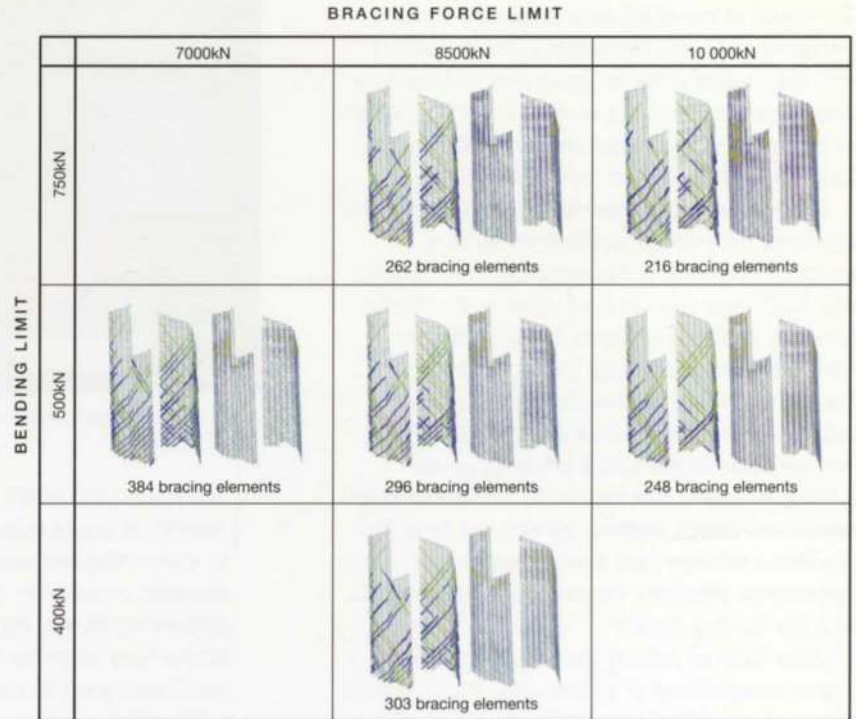 BRACING FORCE LIMIT
7000kN 8500kN 10 000kN
BENDING LIMIT
750kN
262 bracing elements 216 bracing elements
500kN
384 bracing elements 296 bracing elements 248 bracing elements
400kN
303 bracing elements